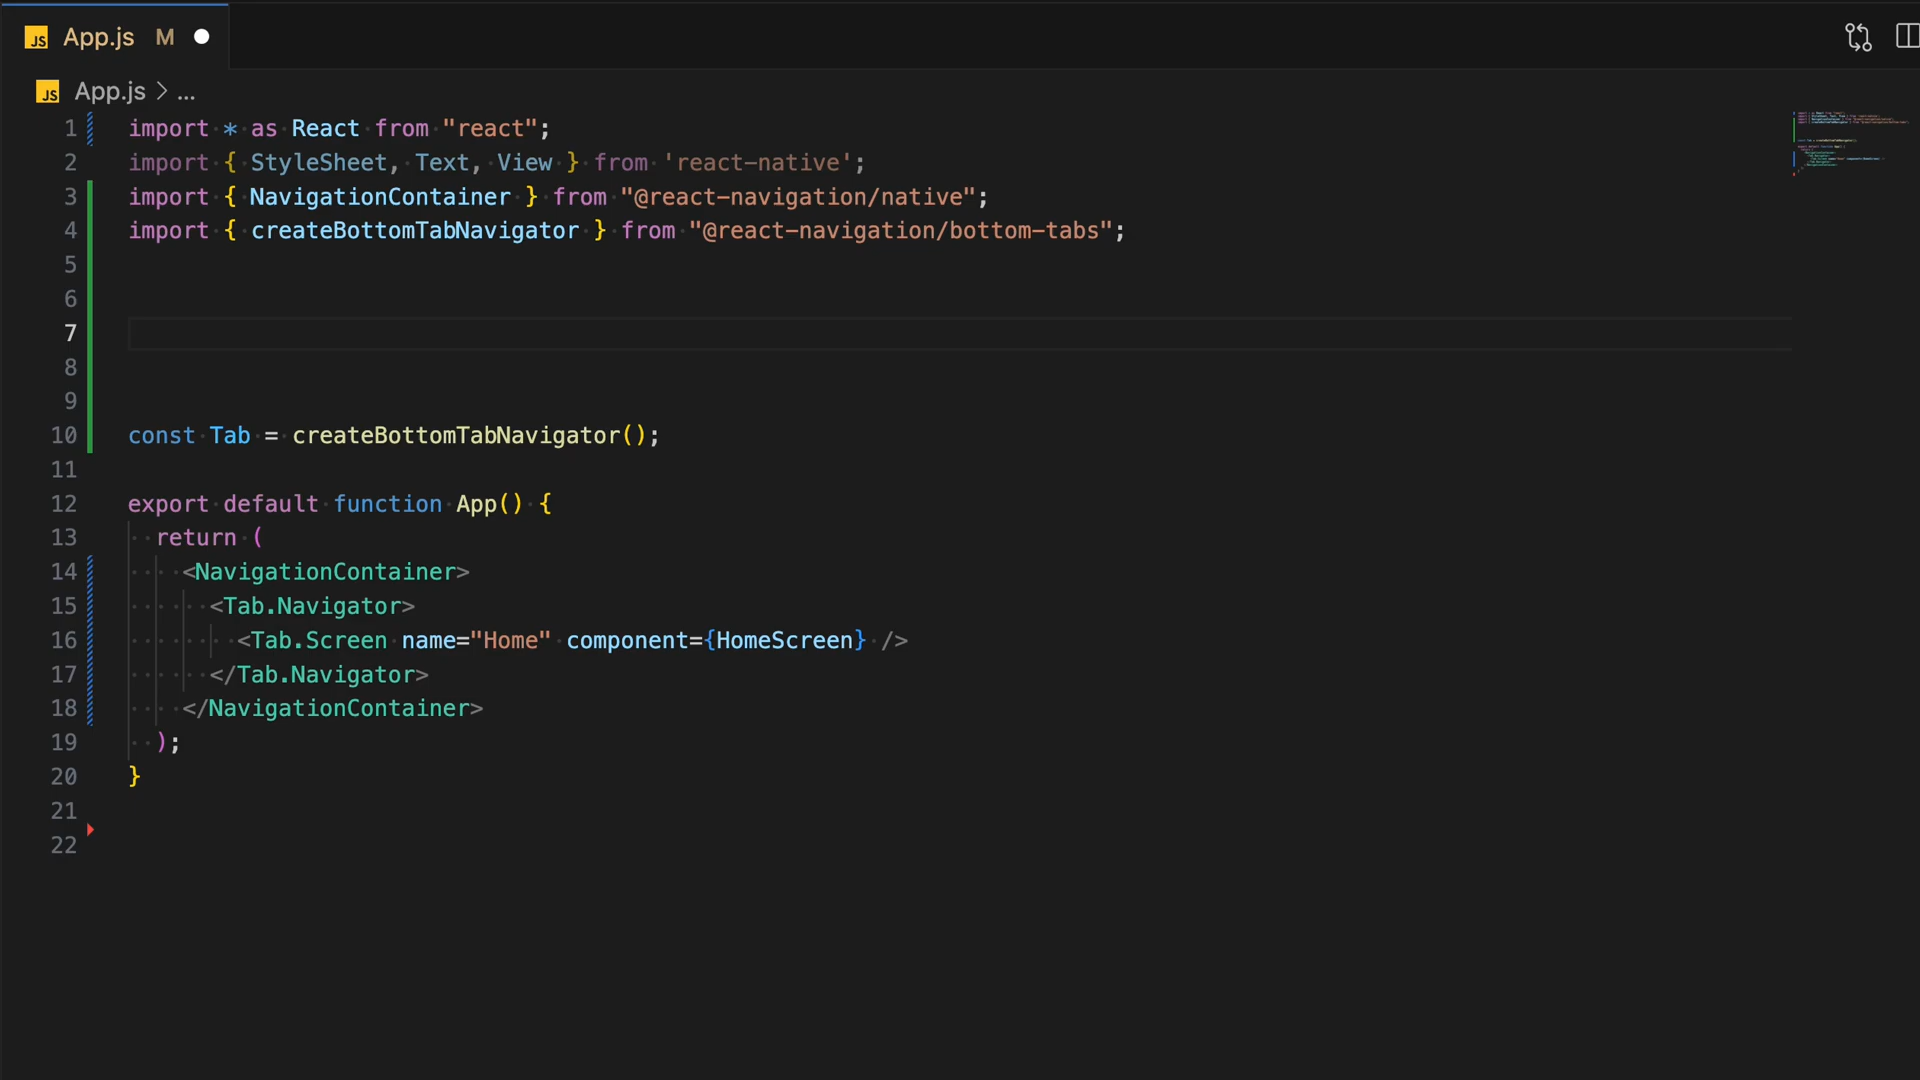 JS App.js M
JS App.js > ...
1 import * as React from "react";
2 import { StyleSheet, Text, View } from 'react-native';
3 import { NavigationContainer } from "@react-navigation/native";
4 import { createBottomTabNavigator } from "@react-navigation/bottom-tabs";
5
6
7
8
9
10 const Tab = createBottomTabNavigator();
11
12 export default function App() {
13 return (
14 <NavigationContainer>
15 <Tab.Navigator>
16 <Tab.Screen name="Home" component={HomeScreen} />
17 </Tab.Navigator>
18 </NavigationContainer>
19 );
20 }
21
22